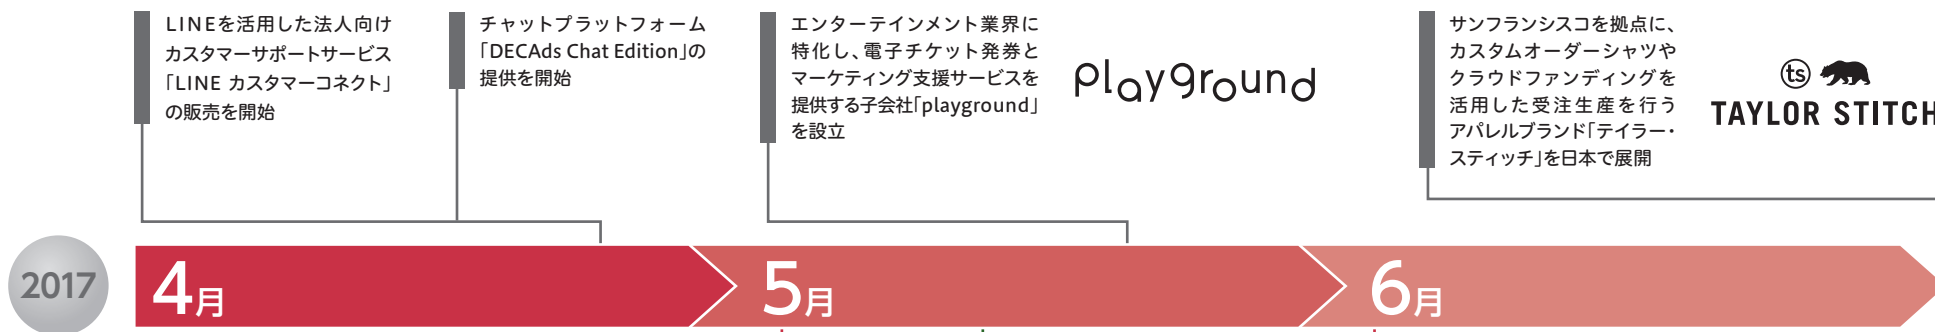 LINEを活用した法人向け
カスタマーサポートサービス
「LINE カスタマーコネクト」
の販売を開始
チャットプラットフォーム
「DECAds Chat Edition」の
提供を開始
エンターテインメント業界に
特化し、電子チケット発券と
マーケティング支援サービスを
提供する子会社「playground」
を設立
playground
サンフランシスコを拠点に、
カスタムオーダーシャツや
クラウドファンディングを
活用した受注生産を行う
アパレルブランド「テイラー・
スティッチ」を日本で展開
ts
TAYLOR STITCH
2017
4月
5月
6月